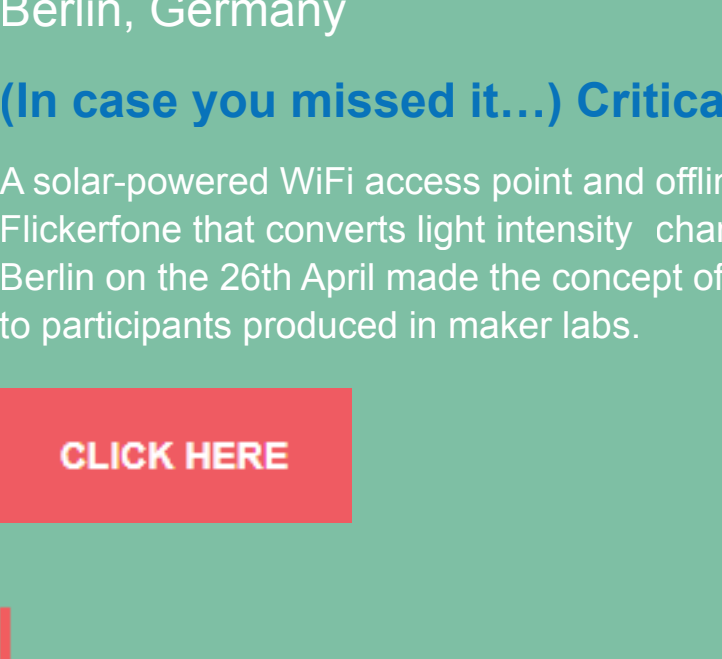 Berlin, Germany
(In case you missed it…) Critica
A solar-powered WiFi access point and offlin
Flickerfone that converts light intensity  char
Berlin on the 26th April made the concept of
to participants produced in maker labs.
CLICK HERE